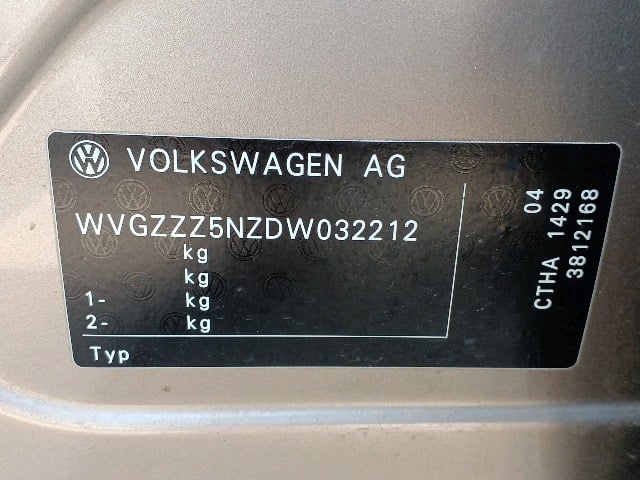 VOLKSWAGEN AG
WVGZZZ5NZDW032212
kg
kg
1- kg
2- kg
Typ
04
CTHA 1429
3812168